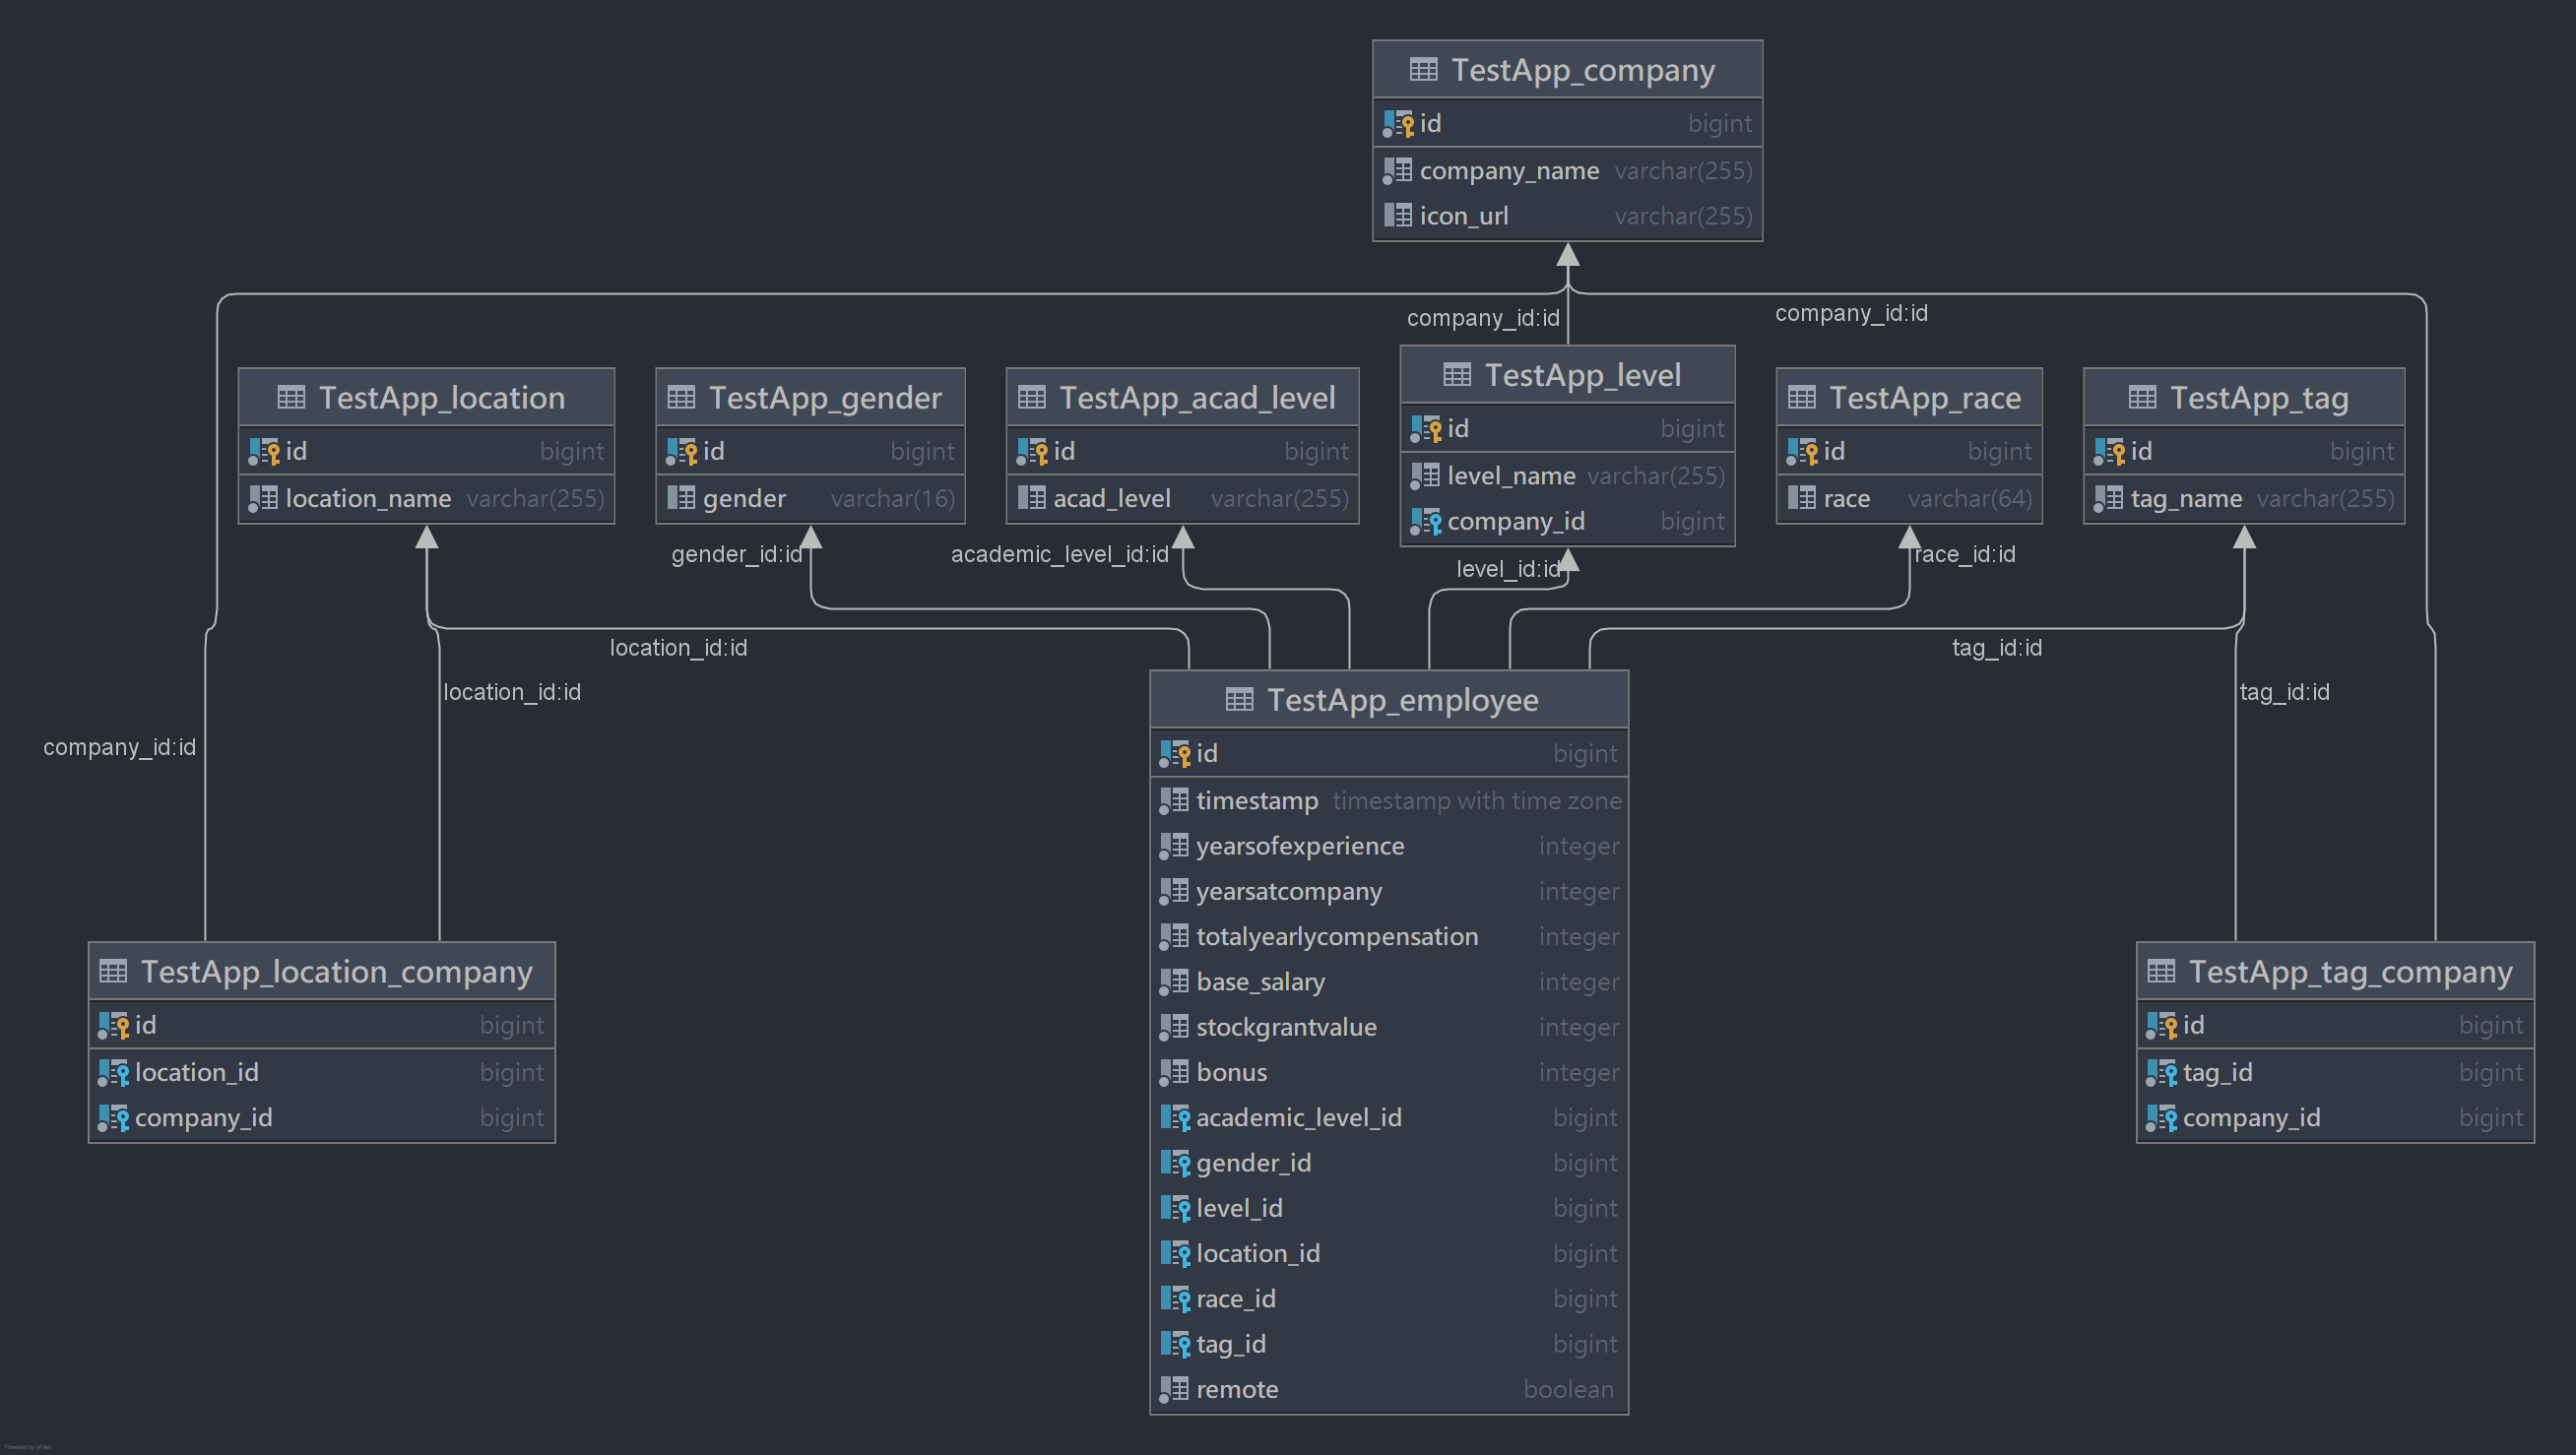 TestApp_company
id bigint
company_name varchar(255)
icon_url varchar(255)
company_id:id
company_id:id
TestApp_location
id bigint
location_name varchar(255)
TestApp_gender
id bigint
gender varchar(16)
TestApp_acad_level
id bigint
acad_level varchar(255)
TestApp_level
id bigint
level_name varchar(255)
company_id bigint
TestApp_race
id bigint
race varchar(64)
TestApp_tag
id bigint
tag_name varchar(255)
gender_id:id
academic_level_id:id
level_id:id
race_id:id
location_id:id
tag_id:id
location_id:id
tag_id:id
company_id:id
TestApp_employee
id bigint
timestamp timestamp with time zone
yearsofexperience integer
yearsatcompany integer
totalyearlycompensation integer
base_salary integer
stockgrantvalue integer
bonus integer
academic_level_id bigint
gender_id bigint
level_id bigint
location_id bigint
race_id bigint
tag_id bigint
remote boolean
TestApp_location_company
id bigint
location_id bigint
company_id bigint
TestApp_tag_company
id bigint
tag_id bigint
company_id bigint
Powered by yFiles